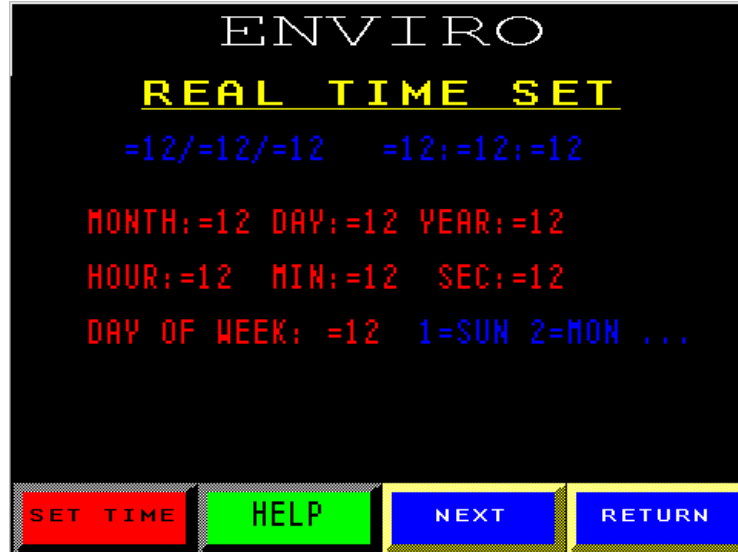 ENVIRO
REAL TIME SET
=12/=12/=12 =12:=12:=12
MONTH:=12 DAY:=12 YEAR:=12
HOUR:=12 MIN:=12 SEC:=12
DAY OF WEEK: =12 1=SUN 2=MON ...
SET TIME HELP NEXT RETURN